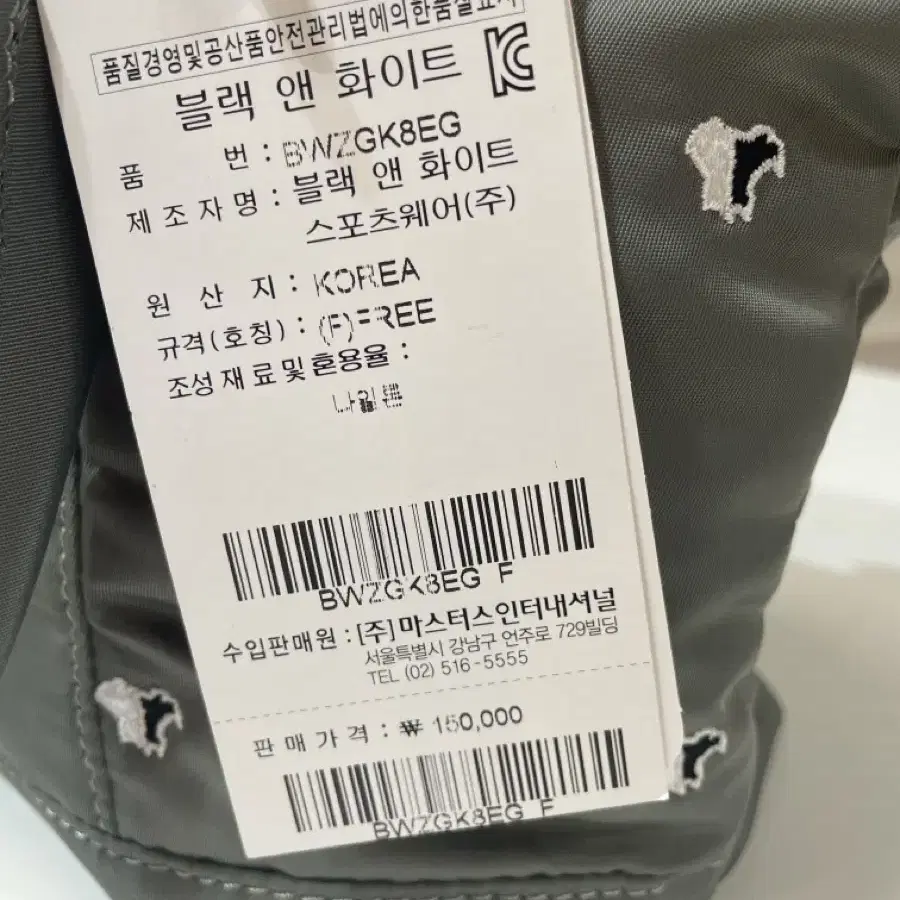 품질경영및공산품안전관리법에의한품질표시
블랙 앤 화이트
품 번 : BWZGK8EG
제조자명 : 블랙 앤 화이트
스포츠웨어(주)
원 산 지 : KOREA
규격(호칭) : (F)FREE
조성재료및혼용율 :
나일론
BWZGK8EG F
수입판매원 : [주]마스터스인터내셔널
서울특별시 강남구 언주로 729빌딩
TEL (02) 516-5555
판매가격 : ₩ 150,000
BWZGK8EG F